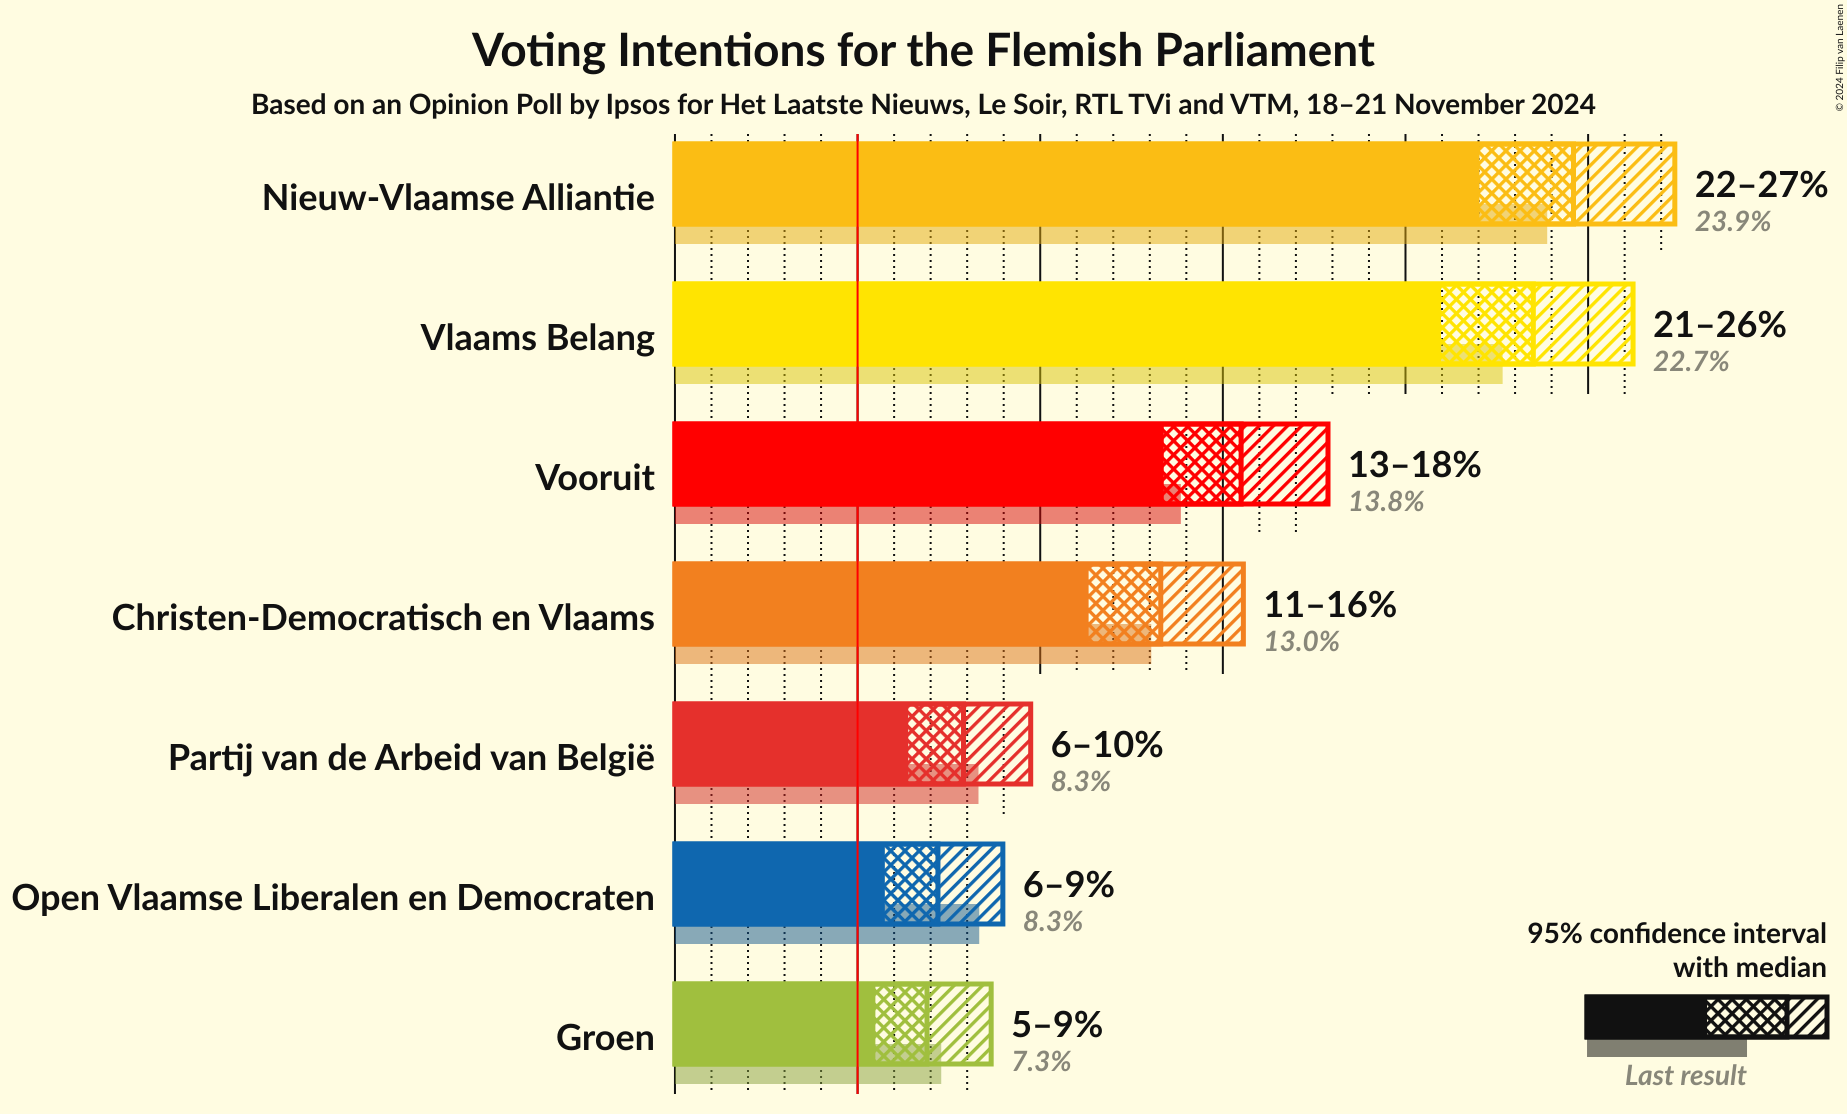 © 2024 Filip van Laenen
Voting Intentions for the Flemish Parliament
Based on an Opinion Poll by Ipsos for Het Laatste Nieuws, Le Soir, RTL TVi and VTM, 18–21 November 2024
Nieuw-Vlaamse Alliantie
22–27%
23.9%
Vlaams Belang
21–26%
22.7%
Vooruit
13–18%
13.8%
Christen-Democratisch en Vlaams
11–16%
13.0%
Partij van de Arbeid van België
6–10%
8.3%
Open Vlaamse Liberalen en Democraten
6–9%
8.3%
Groen
5–9%
7.3%
95% confidence interval
with median
Last result